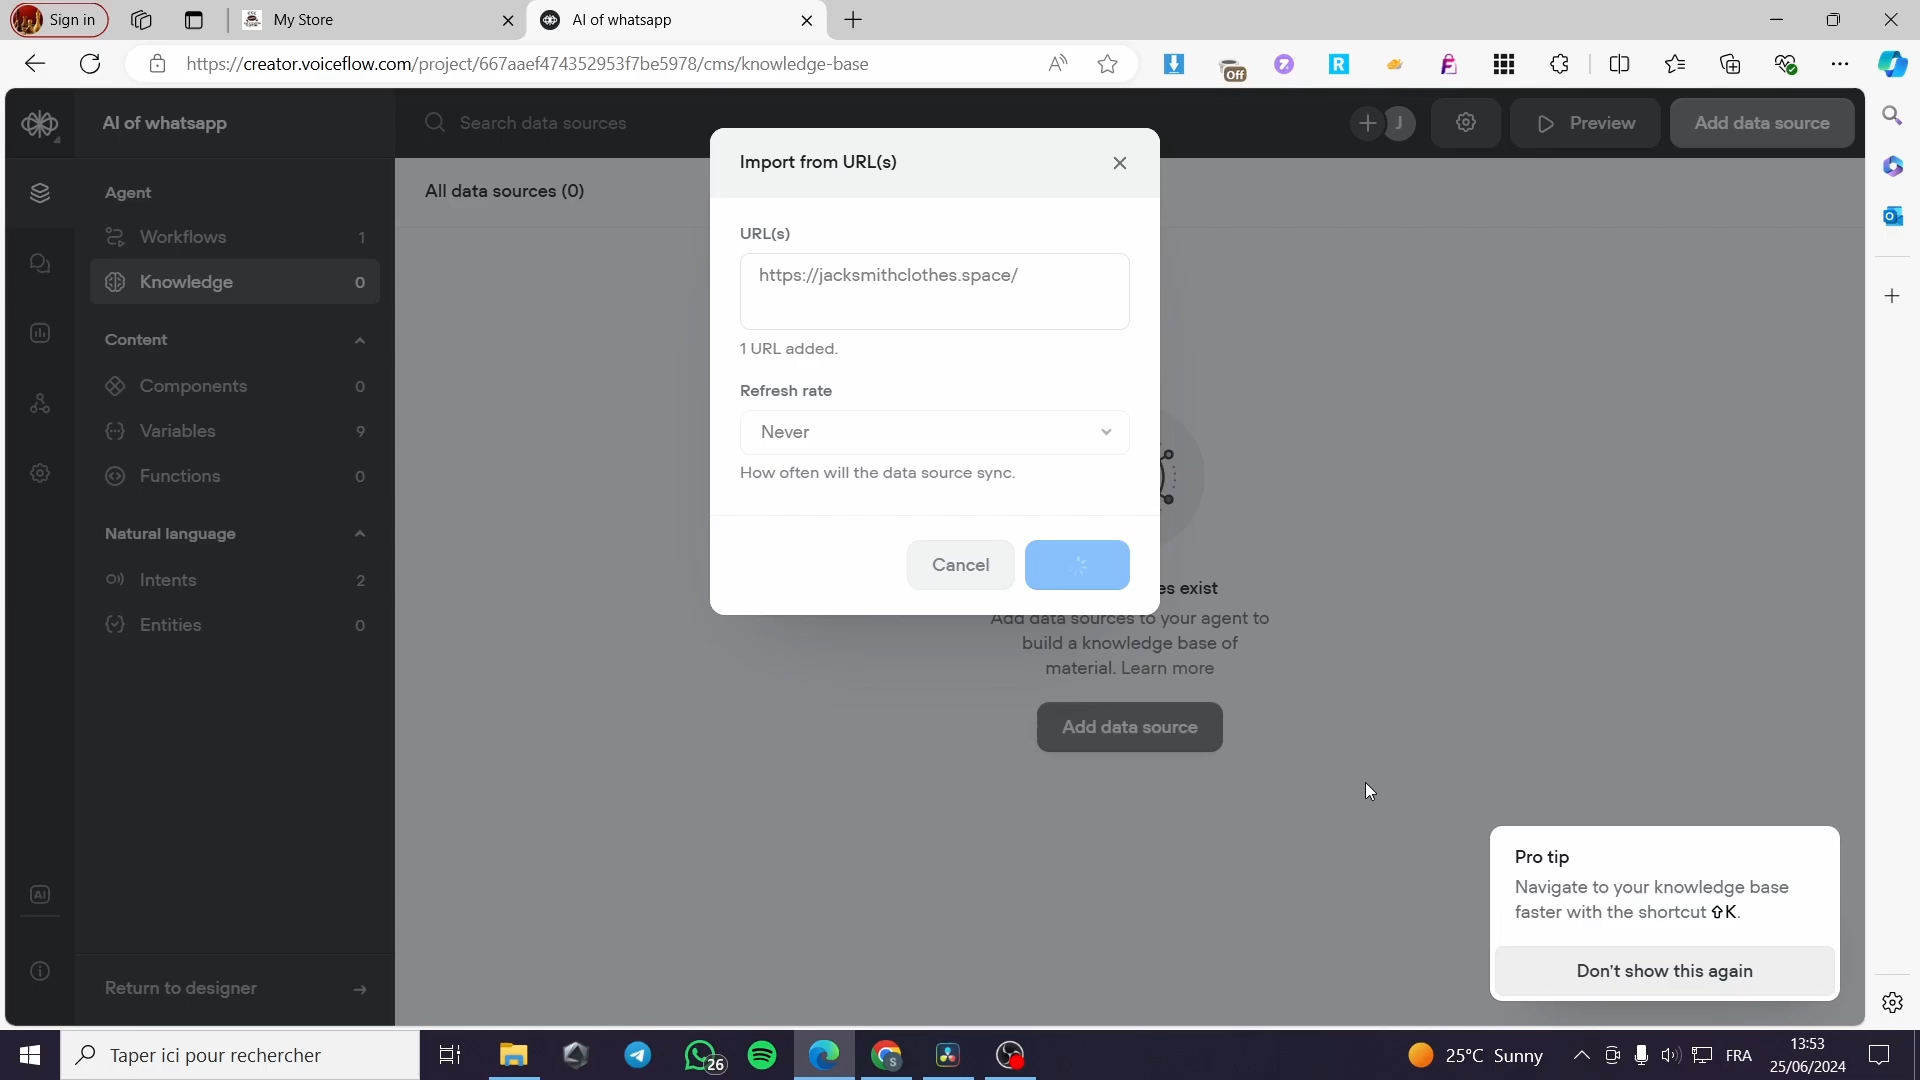 Sign in
My Store
AI of whatsapp
https://creator.voiceflow.com/project/667aaef474352953f7be5978/cms/knowledge-base
Off
AI of whatsapp
Search data sources
J
Preview
Add data source
Agent
Workflows 1
Knowledge 0
Content
Components 0
Variables 9
Functions 0
Natural language
Intents 2
Entities 0
AI
Return to designer
All data sources (0)
Import from URL(s)
URL(s)
https://jacksmithclothes.space/
1 URL added.
Refresh rate
Never
How often will the data source sync.
Cancel
es exist
Add data sources to your agent to
build a knowledge base of
material. Learn more
Add data source
Pro tip
Navigate to your knowledge base
faster with the shortcut ⇧K.
Don't show this again
Taper ici pour rechercher
26
25°C Sunny
FRA
13:53
25/06/2024